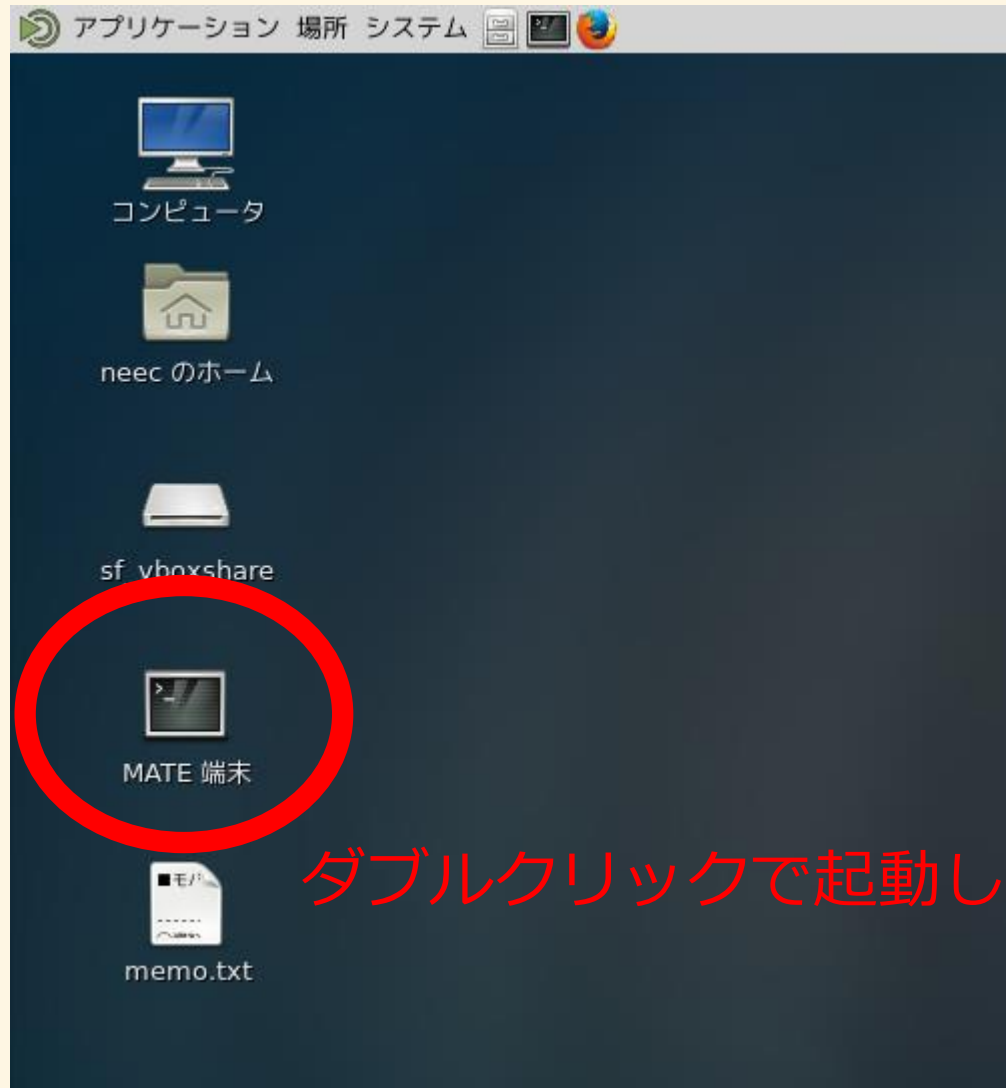 アプリケーション 場所 システム
コンピュータ
neec のホーム
sf_vboxshare
MATE 端末
ダブルクリックで起動し
■モバ
memo.txt